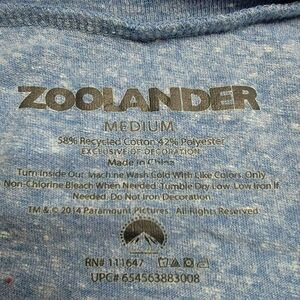 ZOOLANDER
MEDIUM
58% Recycled Cotton 42% Polyester
EXCLUSIVE OF DECORATION
Made in China
Turn Inside Out. Machine Wash Cold With Like Colors. Only
Non-Chlorine Bleach When Needed. Tumble Dry Low. Low Iron If
Needed. Do Not Iron Decoration.
TM & © 2014 Paramount Pictures. All Rights Reserved.
RN# 111647
UPC# 654563883008